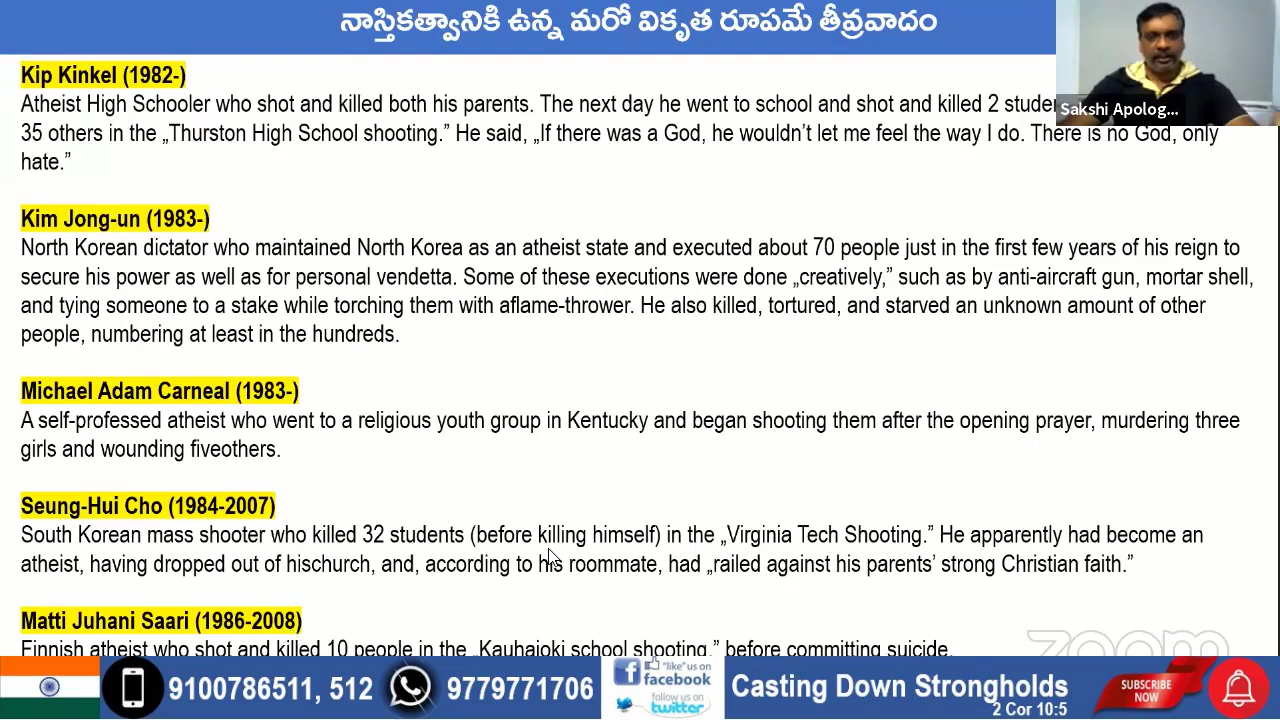 నాస్తికత్వానికి ఉన్న మరో వికృత రూపమే తీవ్రవాదం
Kip Kinkel (1982-)
Atheist High Schooler who shot and killed both his parents. The next day he went to school and shot and killed 2
Sakshi Apolog...
35 others in the „Thurston High School shooting.” He said, „If there was a God, he wouldn’t let me feel the way I do. There is no God, only
hate.”
Kim Jong-un (1983-)
North Korean dictator who maintained North Korea as an atheist state and executed about 70 people just in the first few years of his reign to
secure his power as well as for personal vendetta. Some of these executions were done „creatively,” such as by anti-aircraft gun, mortar shell,
and tying someone to a stake while torching them with aflame-thrower. He also killed, tortured, and starved an unknown amount of other
people, numbering at least in the hundreds.
Michael Adam Carneal (1983-)
A self-professed atheist who went to a religious youth group in Kentucky and began shooting them after the opening prayer, murdering three
girls and wounding fiveothers.
Seung-Hui Cho (1984-2007)
South Korean mass shooter who killed 32 students (before killing himself) in the „Virginia Tech Shooting.” He apparently had become an
atheist, having dropped out of hischurch, and, according to his roommate, had „railed against his parents’ strong Christian faith.”
Matti Juhani Saari (1986-2008)
Finnish atheist who shot and killed 10 people in the „Kauhajoki school shooting,” before committing suicide.
zoom
9100786511, 512
9779771706
"like" us on
facebook
follow us on
twitter
Casting Down Strongholds
2 Cor 10:5
SUBSCRIBE
NOW